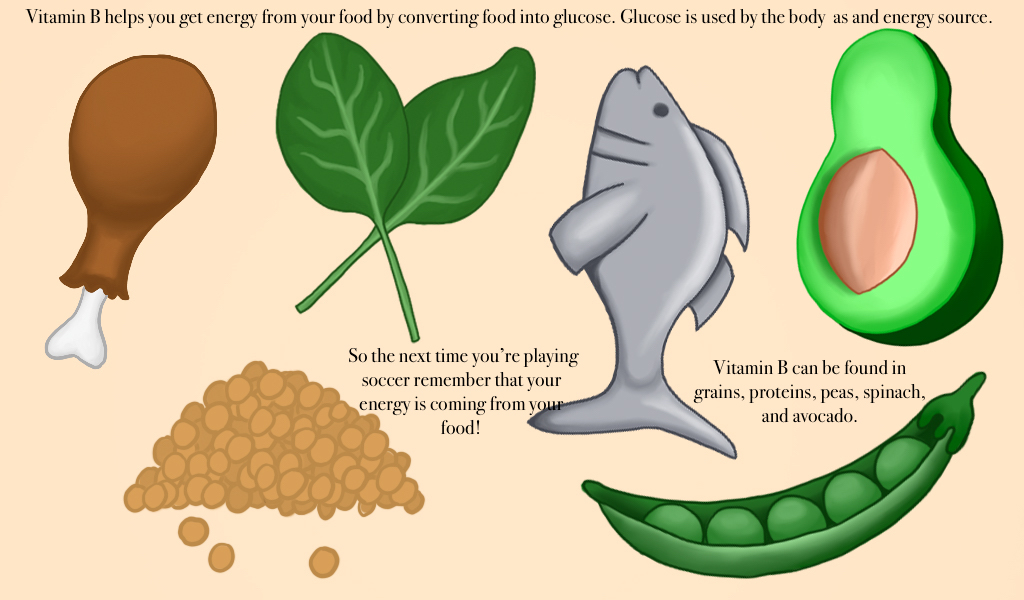 Vitamin B helps you get energy from your food by converting food into glucose. Glucose is used by the body as and energy source.
So the next time you're playing
soccer remember that your
energy is coming from your
food!
Vitamin B can be found in
grains, proteins, peas, spinach,
and avocado.